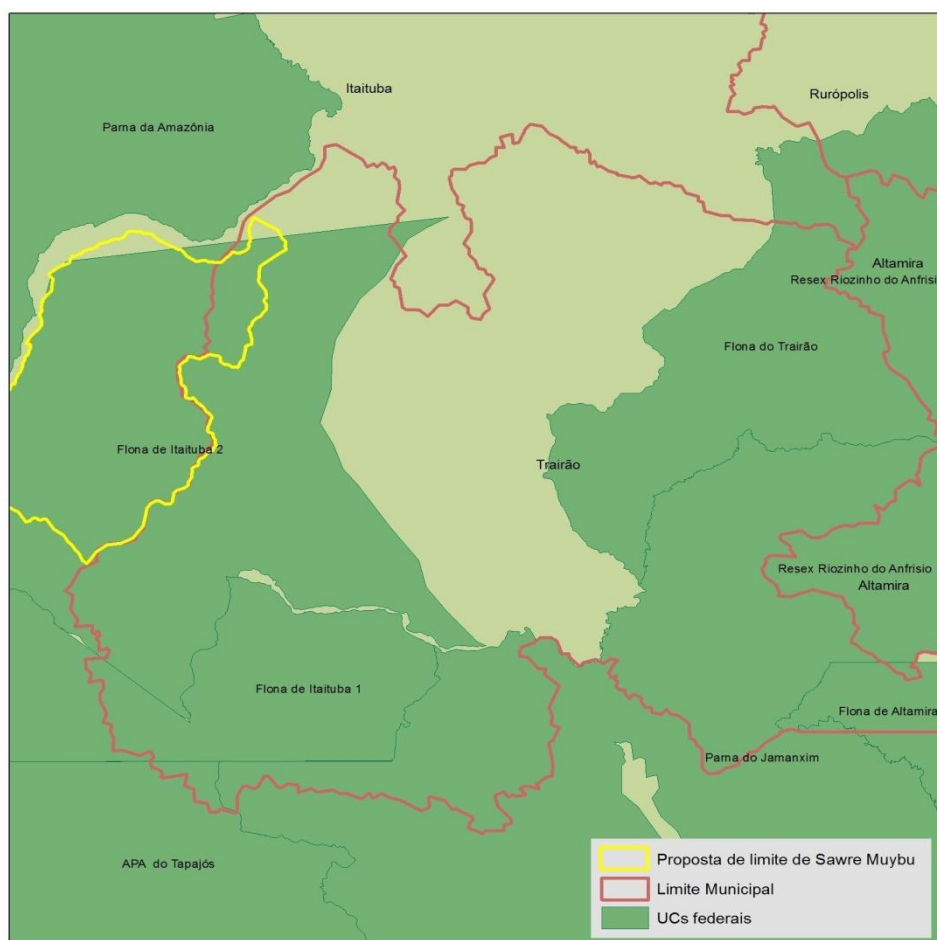 Itaituba
Rurópolis
Parna da Amazônia
Altamira
Resex Riozinho do Anfrisi
Flona do Trairão
Flona de Itaituba 2
Trairão
Resex Riozinho do Anfrisio
Altamira
Flona de Itaituba 1
Flona de Altamira
Parna do Jamanxim
APA do Tapajós
Proposta de limite de Sawre Muybu
Limite Municipal
UCs federais